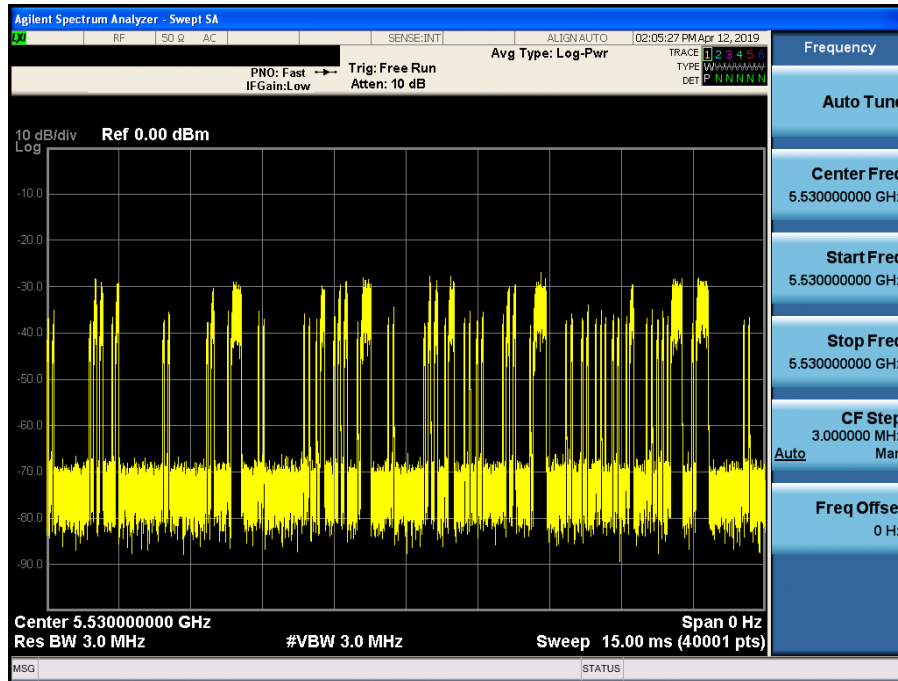 Agilent Spectrum Analyzer - Swept SA
LXI RF 50 Ω AC SENSE:INT ALIGN AUTO 02:05:27 PM Apr 12, 2019
Frequency
Avg Type: Log-Pwr
TRACE 1 2 3 4 5 6
PNO: Fast Trig: Free Run
TYPE W
IFGain:Low Atten: 10 dB
DET P N N N N N
Auto Tune
10 dB/div Ref 0.00 dBm
Log
Center Freq
5.530000000 GHz
-10.0
-20.0
Start Freq
5.530000000 GHz
-30.0
-40.0
Stop Freq
5.530000000 GHz
-50.0
-60.0
CF Step
3.000000 MHz
Auto Man
-70.0
-80.0
Freq Offset
0 Hz
-90.0
Center 5.530000000 GHz Span 0 Hz
Res BW 3.0 MHz #VBW 3.0 MHz Sweep 15.00 ms (40001 pts)
MSG STATUS